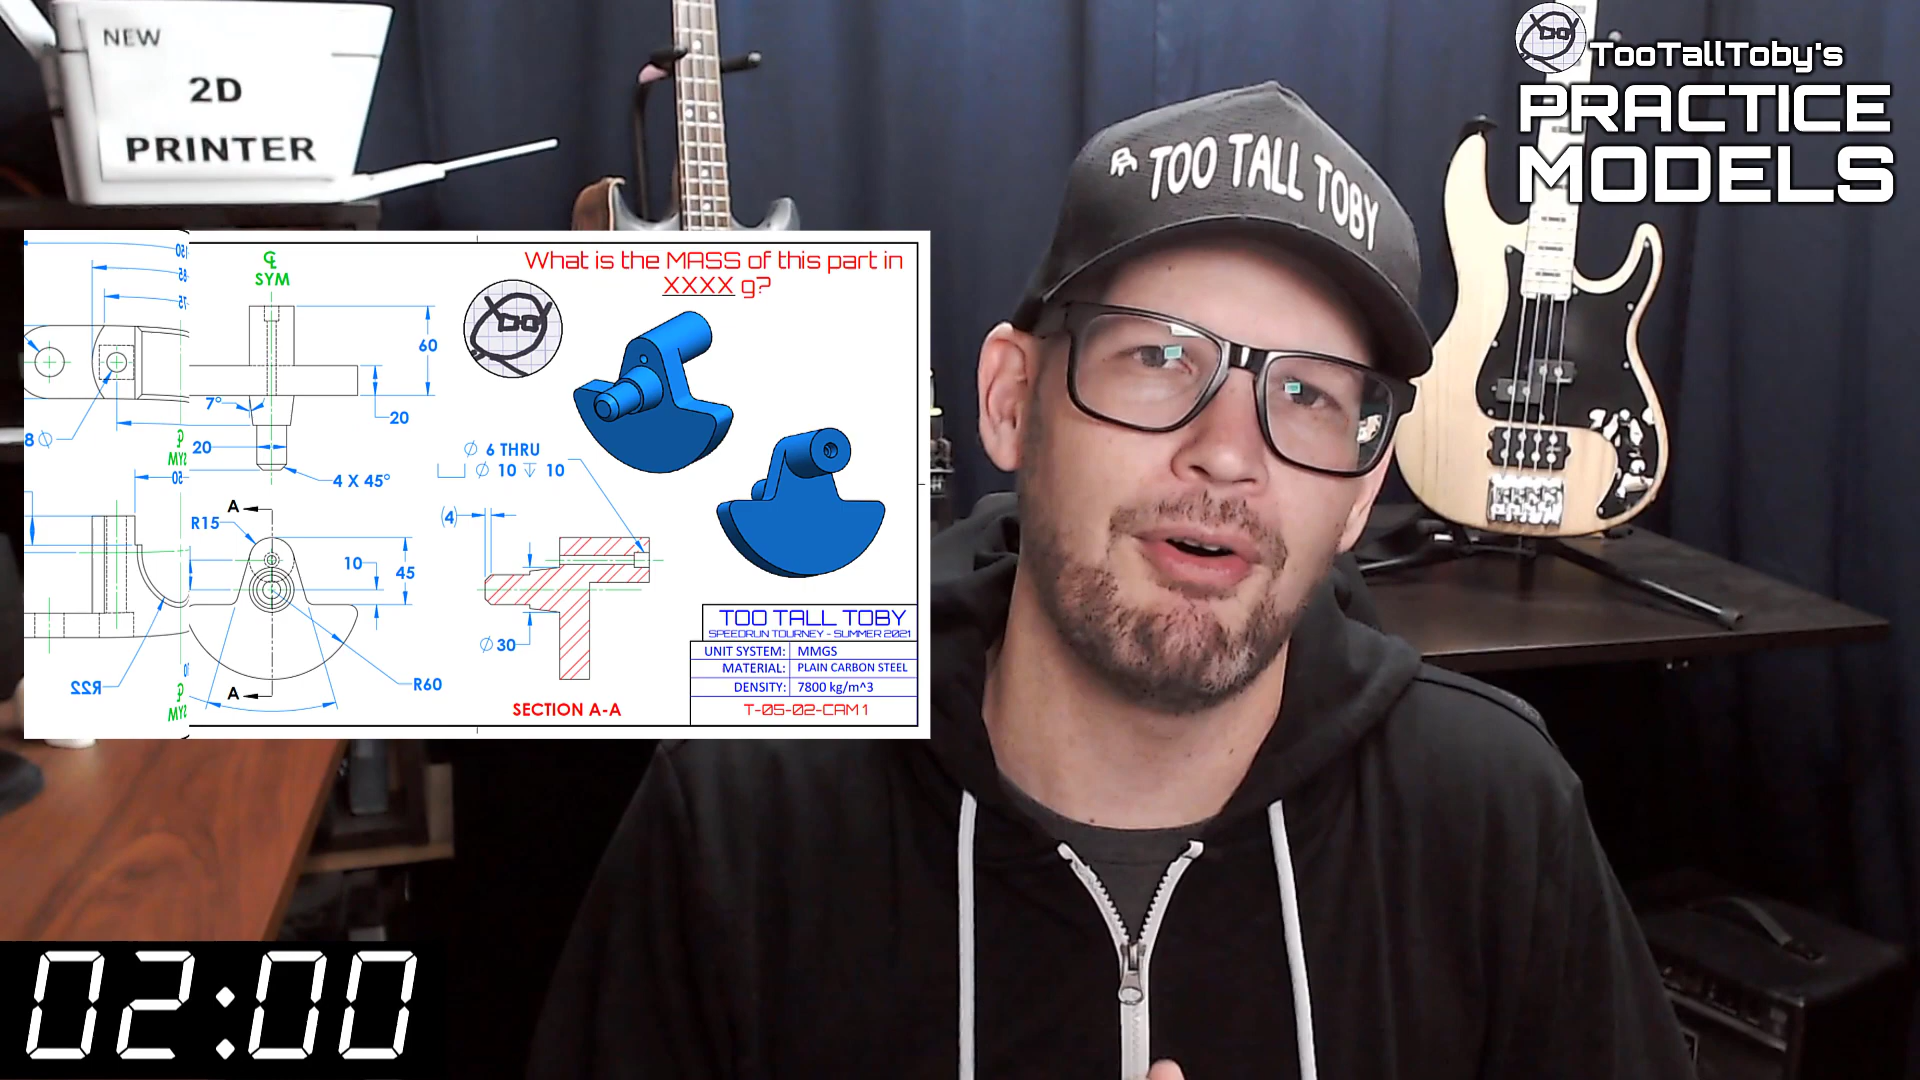 NEW
2D
PRINTER
TooTallToby's
PRACTICE
MODELS
TOO TALL TOBY
℄
SYM
What is the MASS of this part in
XXXX g?
60
20
7°
20
4 X 45°
8 ∅
∅ 6 THRU
⌴ ∅ 10 ↧ 10
(4)
A
R15
10
45
∅ 30
R22
A
R60
SECTION A-A
TOO TALL TOBY
SPEEDRUN TOURNEY - SUMMER 2021
UNIT SYSTEM: MMGS
MATERIAL: PLAIN CARBON STEEL
DENSITY: 7800 kg/m^3
T-05-02-CAM 1
02:00